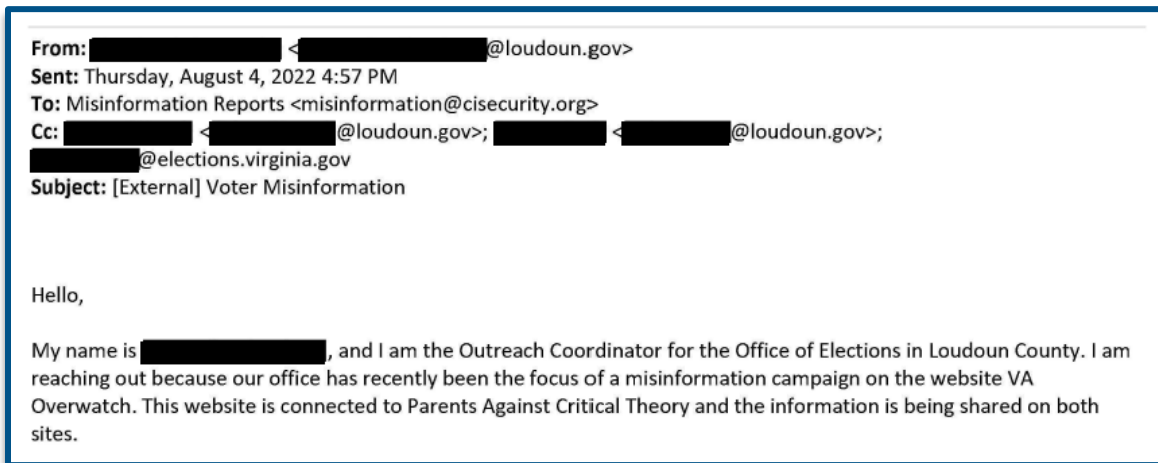 From: <@loudoun.gov>
Sent: Thursday, August 4, 2022 4:57 PM
To: Misinformation Reports <misinformation@cisecurity.org>
Cc: <@loudoun.gov>; <@loudoun.gov>;
@elections.virginia.gov
Subject: [External] Voter Misinformation
Hello,
My name is , and I am the Outreach Coordinator for the Office of Elections in Loudoun County. I am
reaching out because our office has recently been the focus of a misinformation campaign on the website VA
Overwatch. This website is connected to Parents Against Critical Theory and the information is being shared on both
sites.